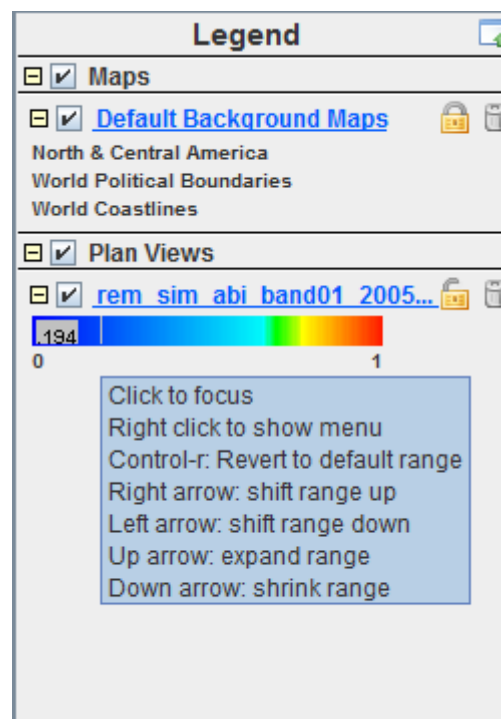 Legend
Maps
Default Background Maps
North & Central America
World Political Boundaries
World Coastlines
Plan Views
rem_sim_abi_band01_2005...
.194
0 1
Click to focus
Right click to show menu
Control-r: Revert to default range
Right arrow: shift range up
Left arrow: shift range down
Up arrow: expand range
Down arrow: shrink range